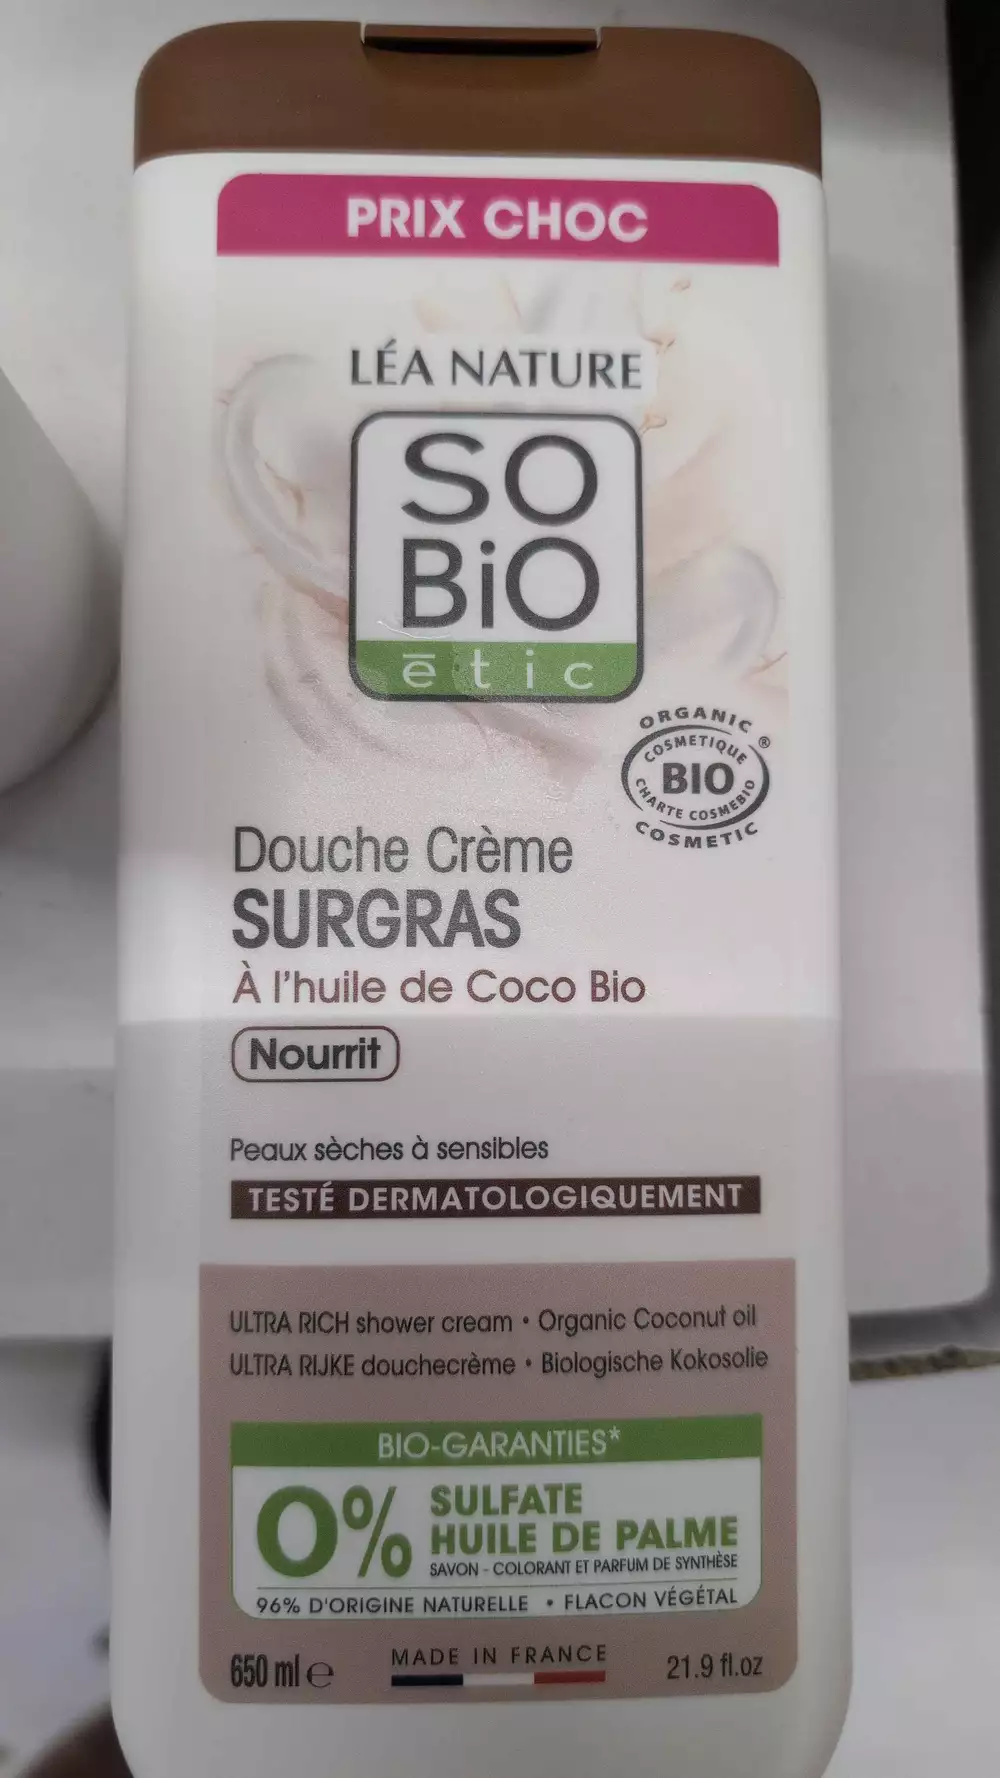 PRIX CHOC
LÉA NATURE
SO
BiO
ētic
ORGANIC
COSMETIQUE
®
BIO
CHARTE COSMEBIO
COSMETIC
Douche Crème
SURGRAS
À l'huile de Coco Bio
Nourrit
Peaux sèches à sensibles
TESTÉ DERMATOLOGIQUEMENT
ULTRA RICH shower cream • Organic Coconut oil
ULTRA RIJKE douchecrème • Biologische Kokosolie
BIO-GARANTIES*
0% SULFATE
HUILE DE PALME
SAVON - COLORANT ET PARFUM DE SYNTHÈSE
96% D'ORIGINE NATURELLE • FLACON VÉGÉTAL
650 ml ℮ MADE IN FRANCE 21.9 fl.oz